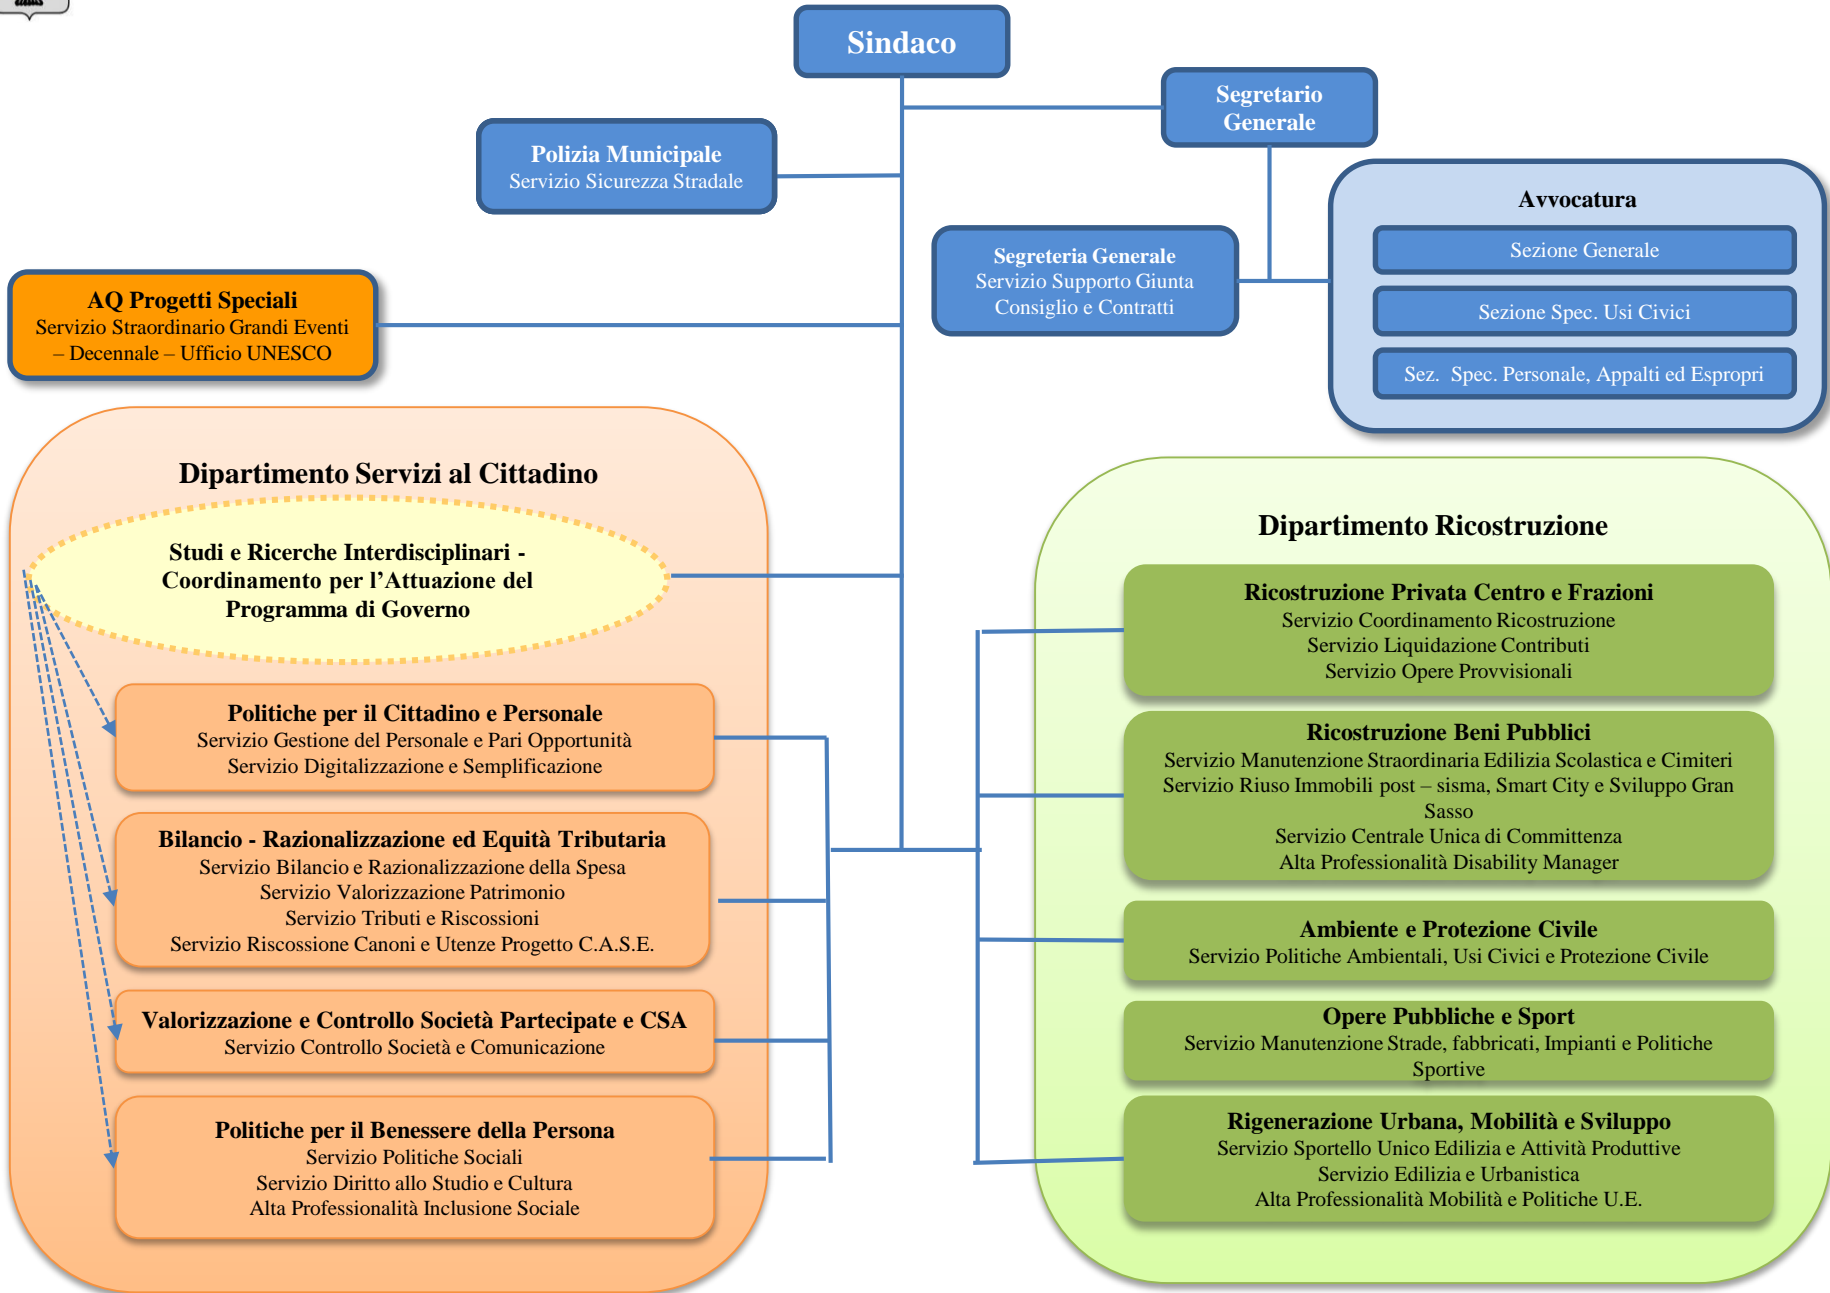 Sindaco
Segretario
Generale
Polizia Municipale
Servizio Sicurezza Stradale
Avvocatura
Sezione Generale
Sezione Spec. Usi Civici
Sez. Spec. Personale, Appalti ed Espropri
Segreteria Generale
Servizio Supporto Giunta
Consiglio e Contratti
AQ Progetti Speciali
Servizio Straordinario Grandi Eventi
– Decennale – Ufficio UNESCO
Dipartimento Servizi al Cittadino
Studi e Ricerche Interdisciplinari -
Coordinamento per l’Attuazione del
Programma di Governo
Politiche per il Cittadino e Personale
Servizio Gestione del Personale e Pari Opportunità
Servizio Digitalizzazione e Semplificazione
Bilancio - Razionalizzazione ed Equità Tributaria
Servizio Bilancio e Razionalizzazione della Spesa
Servizio Valorizzazione Patrimonio
Servizio Tributi e Riscossioni
Servizio Riscossione Canoni e Utenze Progetto C.A.S.E.
Valorizzazione e Controllo Società Partecipate e CSA
Servizio Controllo Società e Comunicazione
Politiche per il Benessere della Persona
Servizio Politiche Sociali
Servizio Diritto allo Studio e Cultura
Alta Professionalità Inclusione Sociale
Dipartimento Ricostruzione
Ricostruzione Privata Centro e Frazioni
Servizio Coordinamento Ricostruzione
Servizio Liquidazione Contributi
Servizio Opere Provvisionali
Ricostruzione Beni Pubblici
Servizio Manutenzione Straordinaria Edilizia Scolastica e Cimiteri
Servizio Riuso Immobili post – sisma, Smart City e Sviluppo Gran
Sasso
Servizio Centrale Unica di Committenza
Alta Professionalità Disability Manager
Ambiente e Protezione Civile
Servizio Politiche Ambientali, Usi Civici e Protezione Civile
Opere Pubbliche e Sport
Servizio Manutenzione Strade, fabbricati, Impianti e Politiche
Sportive
Rigenerazione Urbana, Mobilità e Sviluppo
Servizio Sportello Unico Edilizia e Attività Produttive
Servizio Edilizia e Urbanistica
Alta Professionalità Mobilità e Politiche U.E.